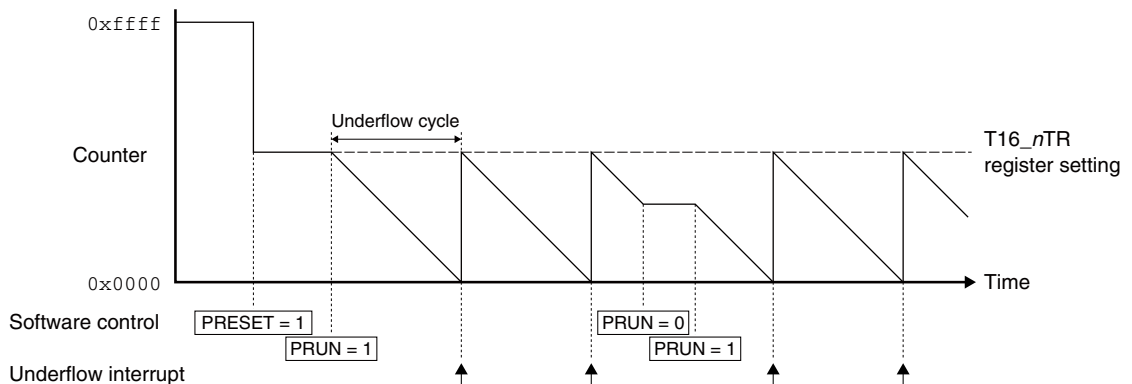 0xffff
Underflow cycle
Counter
T16_nTR
register setting
0x0000
Time
Software control
PRESET = 1
PRUN = 0
PRUN = 1
PRUN = 1
Underflow interrupt